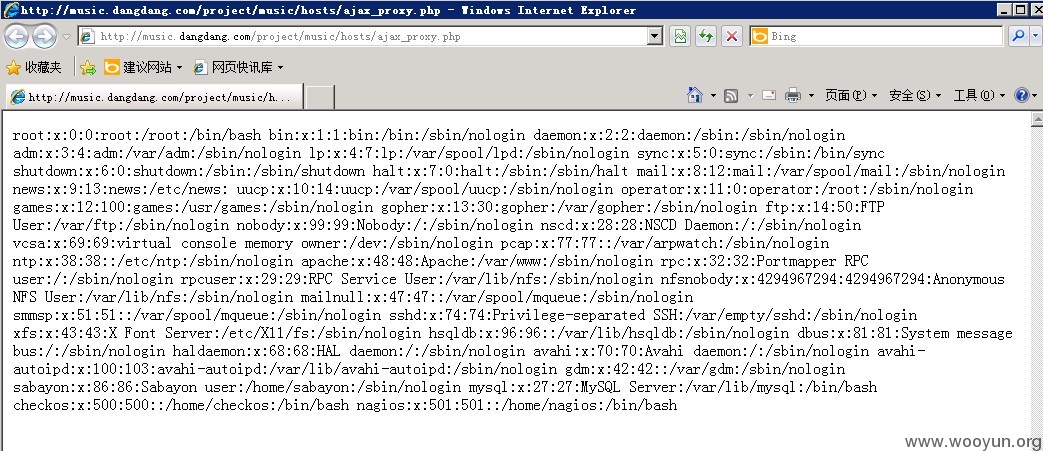 http://music.dangdang.com/project/music/hosts/ajax_proxy.php - Windows Internet Explorer
http://music.dangdang.com/project/music/hosts/ajax_proxy.php
Bing
收藏夹 建议网站 网页快讯库
http://music.dangdang.com/project/music/h... 页面(P) 安全(S) 工具(O)
root:x:0:0:root:/root:/bin/bash bin:x:1:1:bin:/bin:/sbin/nologin daemon:x:2:2:daemon:/sbin:/sbin/nologin
adm:x:3:4:adm:/var/adm:/sbin/nologin lp:x:4:7:lp:/var/spool/lpd:/sbin/nologin sync:x:5:0:sync:/sbin:/bin/sync
shutdown:x:6:0:shutdown:/sbin:/sbin/shutdown halt:x:7:0:halt:/sbin:/sbin/halt mail:x:8:12:mail:/var/spool/mail:/sbin/nologin
news:x:9:13:news:/etc/news: uucp:x:10:14:uucp:/var/spool/uucp:/sbin/nologin operator:x:11:0:operator:/root:/sbin/nologin
games:x:12:100:games:/usr/games:/sbin/nologin gopher:x:13:30:gopher:/var/gopher:/sbin/nologin ftp:x:14:50:FTP
User:/var/ftp:/sbin/nologin nobody:x:99:99:Nobody:/:/sbin/nologin nscd:x:28:28:NSCD Daemon:/:/sbin/nologin
vcsa:x:69:69:virtual console memory owner:/dev:/sbin/nologin pcap:x:77:77::/var/arpwatch:/sbin/nologin
ntp:x:38:38::/etc/ntp:/sbin/nologin apache:x:48:48:Apache:/var/www:/sbin/nologin rpc:x:32:32:Portmapper RPC
user:/:/sbin/nologin rpcuser:x:29:29:RPC Service User:/var/lib/nfs:/sbin/nologin nfsnobody:x:4294967294:4294967294:Anonymous
NFS User:/var/lib/nfs:/sbin/nologin mailnull:x:47:47::/var/spool/mqueue:/sbin/nologin
smmsp:x:51:51::/var/spool/mqueue:/sbin/nologin sshd:x:74:74:Privilege-separated SSH:/var/empty/sshd:/sbin/nologin
xfs:x:43:43:X Font Server:/etc/X11/fs:/sbin/nologin hsqldb:x:96:96::/var/lib/hsqldb:/sbin/nologin dbus:x:81:81:System message
bus:/:/sbin/nologin haldaemon:x:68:68:HAL daemon:/:/sbin/nologin avahi:x:70:70:Avahi daemon:/:/sbin/nologin avahi-
autoipd:x:100:103:avahi-autoipd:/var/lib/avahi-autoipd:/sbin/nologin gdm:x:42:42::/var/gdm:/sbin/nologin
sabayon:x:86:86:Sabayon user:/home/sabayon:/sbin/nologin mysql:x:27:27:MySQL Server:/var/lib/mysql:/bin/bash
checkos:x:500:500::/home/checkos:/bin/bash nagios:x:501:501::/home/nagios:/bin/bash
www.wooyun.org